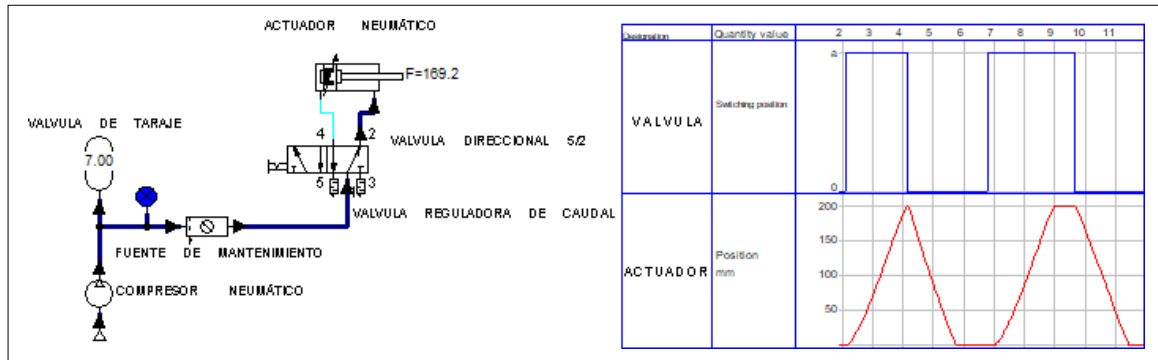 ACTUADOR NEUMÁTICO
F=169.2
VALVULA DE TARAJE
7.00
4
2
VALVULA DIRECCIONAL 5/2
5
3
VALVULA REGULADORA DE CAUDAL
FUENTE DE MANTENIMIENTO
COMPRESOR NEUMÁTICO
Designation Quantity value 2 3 4 5 6 7 8 9 10 11
a
VALVULA Switching position
0
200
150
Position
ACTUADOR mm
100
50